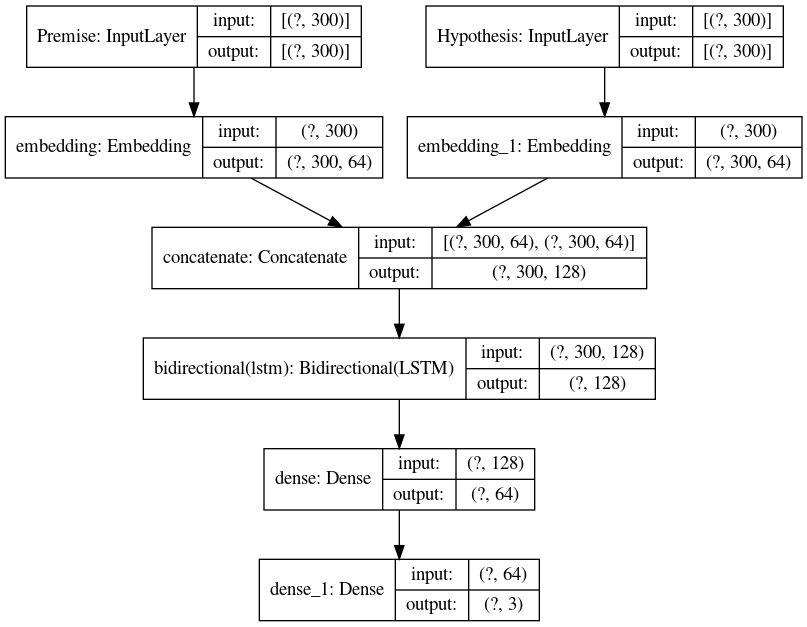 Premise: InputLayer
input:
[(?, 300)]
output:
[(?, 300)]
Hypothesis: InputLayer
input:
[(?, 300)]
output:
[(?, 300)]
embedding: Embedding
input:
(?, 300)
output:
(?, 300, 64)
embedding_1: Embedding
input:
(?, 300)
output:
(?, 300, 64)
concatenate: Concatenate
input:
[(?, 300, 64), (?, 300, 64)]
output:
(?, 300, 128)
bidirectional(lstm): Bidirectional(LSTM)
input:
(?, 300, 128)
output:
(?, 128)
dense: Dense
input:
(?, 128)
output:
(?, 64)
dense_1: Dense
input:
(?, 64)
output:
(?, 3)